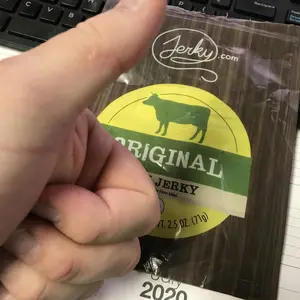 Jerky.com
ORIGINAL
JERKY
. 2.5 OZ. (71g)
2020